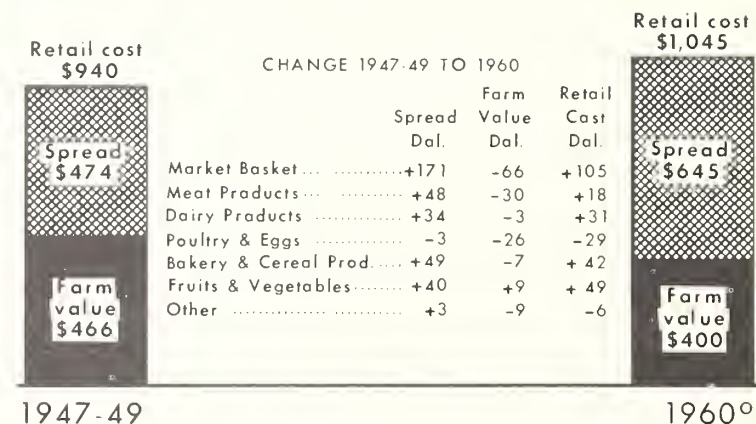 Retail cost
$940
Spread
$474
Farm
value
$466
1947-49
CHANGE 1947-49 TO 1960
Farm Retail
Spread Value Cost
Dol. Dol. Dol.
Market Basket... ...........+171 -66 +105
Meat Products... ............. +48 -30 +18
Dairy Products ............. +34 -3 +31
Poultry & Eggs ............. -3 -26 -29
Bakery & Cereal Prod..... +49 -7 + 42
Fruits & Vegetables....... +40 +9 + 49
Other ......................... +3 -9 -6
Retail cost
$1,045
Spread
$645
Farm
value
$400
1960°